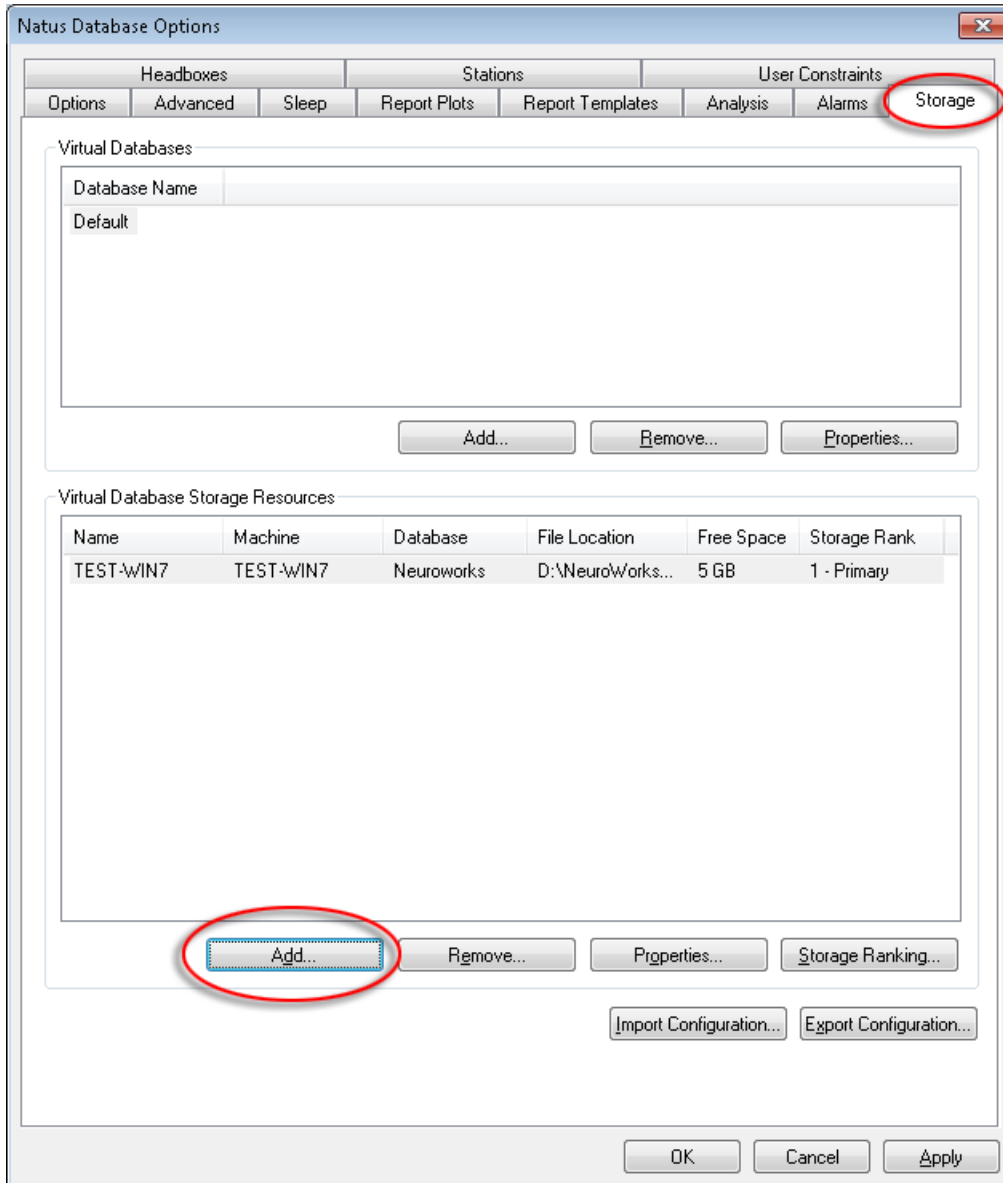 Natus Database Options
Headboxes Stations User Constraints
Options Advanced Sleep Report Plots Report Templates Analysis Alarms Storage
Virtual Databases
Database Name
Default
Add... Remove... Properties...
Virtual Database Storage Resources
Name Machine Database File Location Free Space Storage Rank
TEST-WIN7 TEST-WIN7 Neuroworks D:\NeuroWorks... 5 GB 1 - Primary
Add... Remove... Properties... Storage Ranking...
Import Configuration... Export Configuration...
OK Cancel Apply